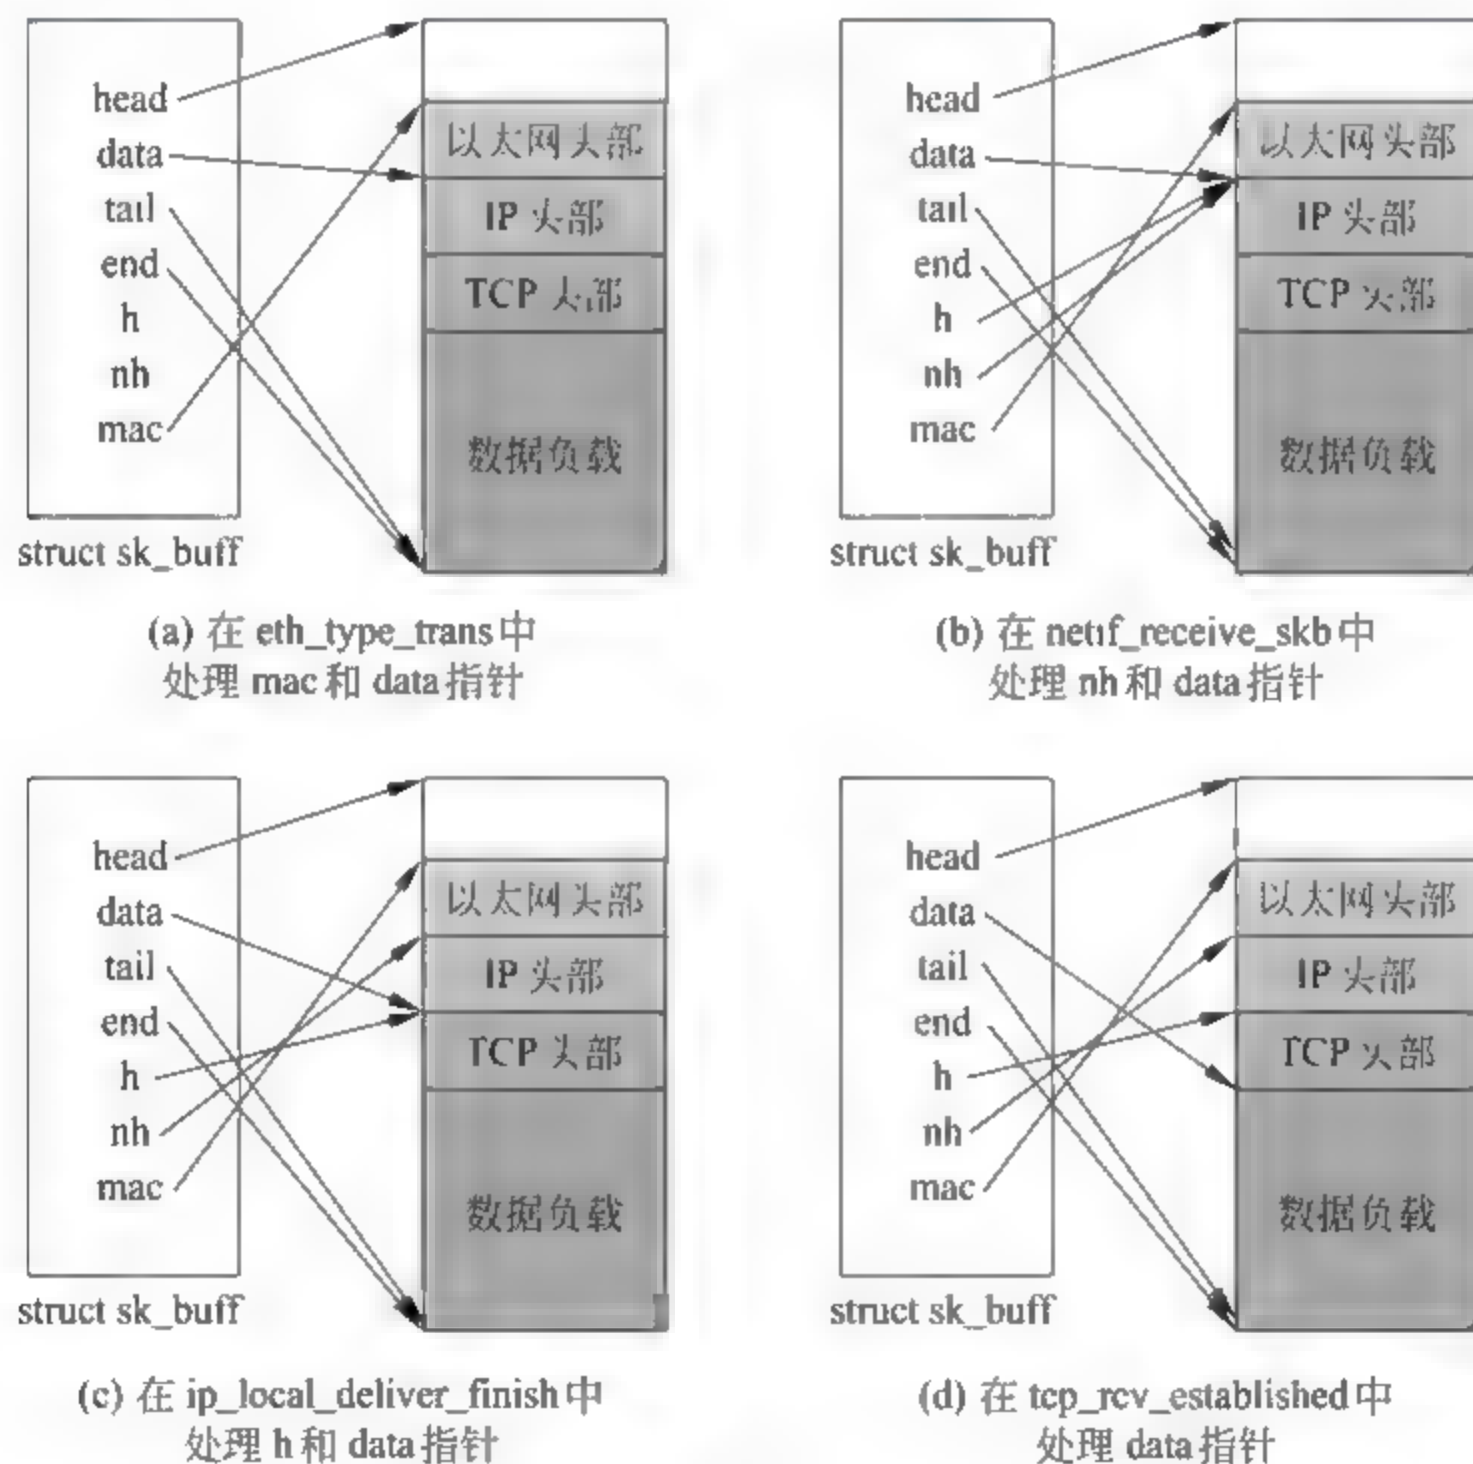 head
data
tail
end
h
nh
mac
struct sk_buff
以太网头部
IP 头部
TCP 头部
数据负载
(a) 在 eth_type_trans 中
处理 mac 和 data 指针
head
data
tail
end
h
nh
mac
struct sk_buff
以太网头部
IP 头部
TCP 头部
数据负载
(b) 在 netif_receive_skb 中
处理 nh 和 data 指针
head
data
tail
end
h
nh
mac
struct sk_buff
以太网头部
IP 头部
TCP 头部
数据负载
(c) 在 ip_local_deliver_finish 中
处理 h 和 data 指针
head
data
tail
end
h
nh
mac
struct sk_buff
以太网头部
IP 头部
TCP 头部
数据负载
(d) 在 tcp_rcv_established 中
处理 data 指针